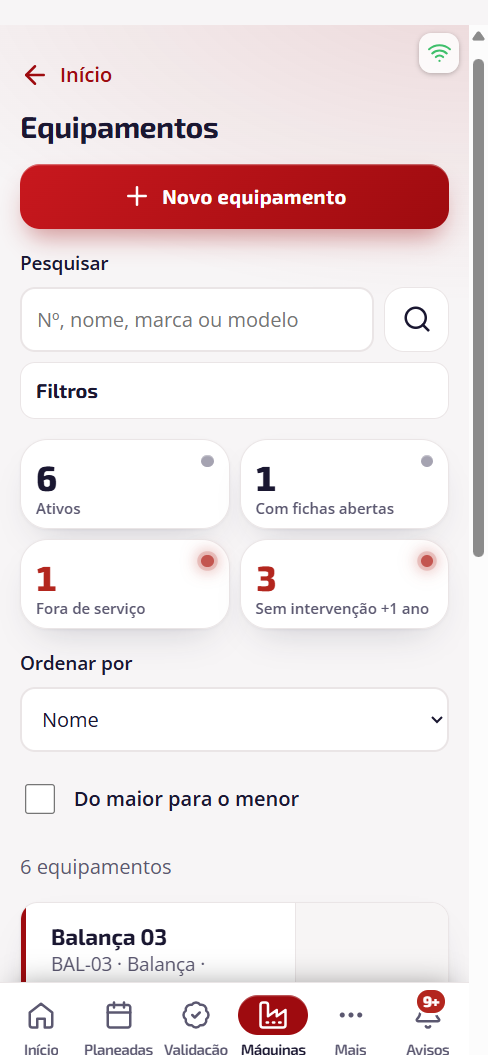 Início
Equipamentos
Novo equipamento
Pesquisar
Nº, nome, marca ou modelo
Filtros
6
Ativos
1
Com fichas abertas
1
Fora de serviço
3
Sem intervenção +1 ano
Ordenar por
Nome
Do maior para o menor
6 equipamentos
Balança 03
BAL-03 · Balança ·
9+
Início Planeadas Validação Máquinas Mais Avisos